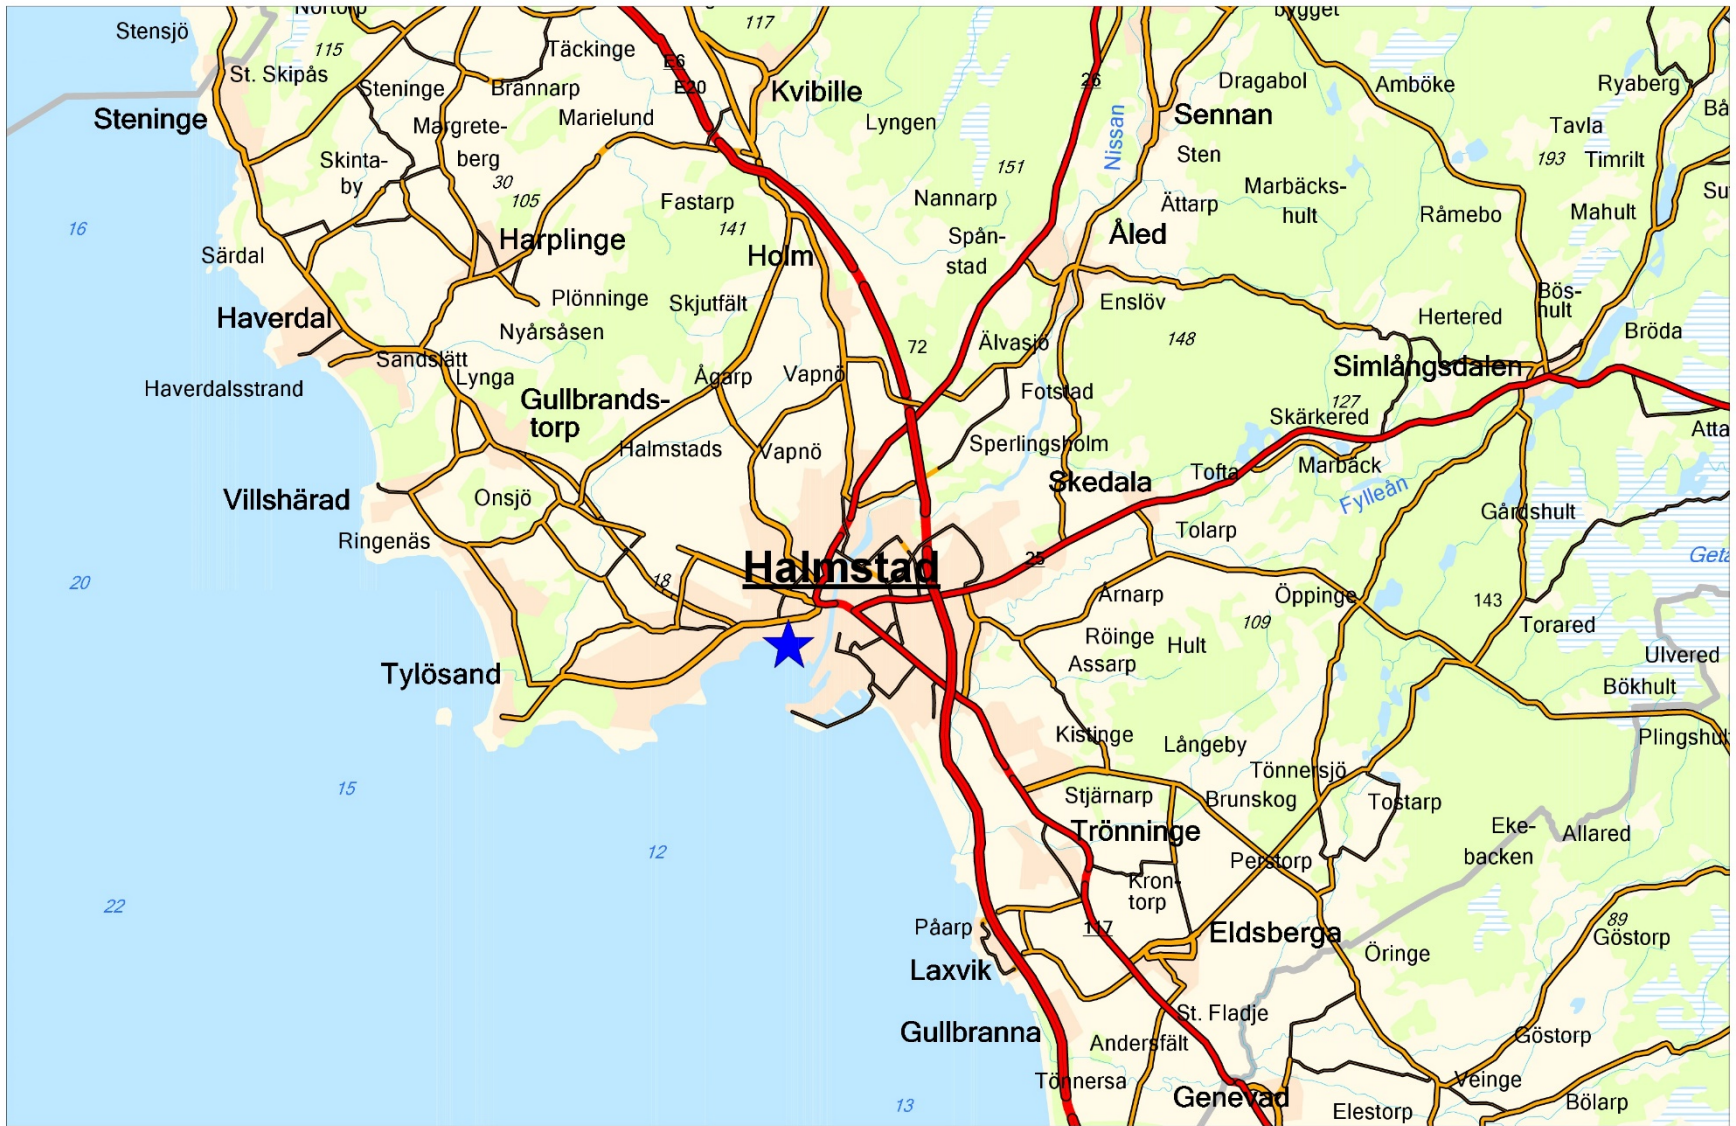 Stensjö
115
Täckinge
117
bygget
St. Skipås
Steninge
Brännarp
E6
E20
Kvibille
26
Dragabol
Amböke
Ryaberg
Steninge
Margrete-
berg
Marielund
Lyngen
Nissan
Sennan
Tavla
193
Timrilt
Skinta-
by
30
105
Fastarp
141
151
Nannarp
Sten
Ättarp
Marbäcks-
hult
Råmebo
Mahult
16
Särdal
Harplinge
Holm
Spån-
stad
Åled
Plönninge
Skjutfält
Enslöv
148
Bös-
hult
Hertered
Bröda
Haverdal
Nyårsåsen
72
Älvasjö
Simlångsdalen
Sandslätt
Lynga
Ågarp
Vapnö
Haverdalsstrand
Gullbrands-
torp
Fotstad
127
Skärkered
Halmstads
Vapnö
Sperlingsholm
Marbäck
Villshärad
Onsjö
Skedala
Tofta
Fylleån
Gårdshult
Ringenäs
Tolarp
Halmstad
25
20
18
Årnarp
Öppinge
143
109
Röinge
Hult
Assarp
Torared
Ulvered
Tylösand
Bökhult
Kistinge
Långeby
Tönnersjö
15
Stjärnarp
Brunskog
Tostarp
Trönninge
Eke-
backen
Allared
12
Perstorp
Kron-
torp
22
Påarp
117
Eldsberga
89
Göstorp
Öringe
Laxvik
St. Fladje
Gullbranna
Andersfält
Göstorp
Tönnersa
Veinge
13
Genevad
Elestorp
Bölarp